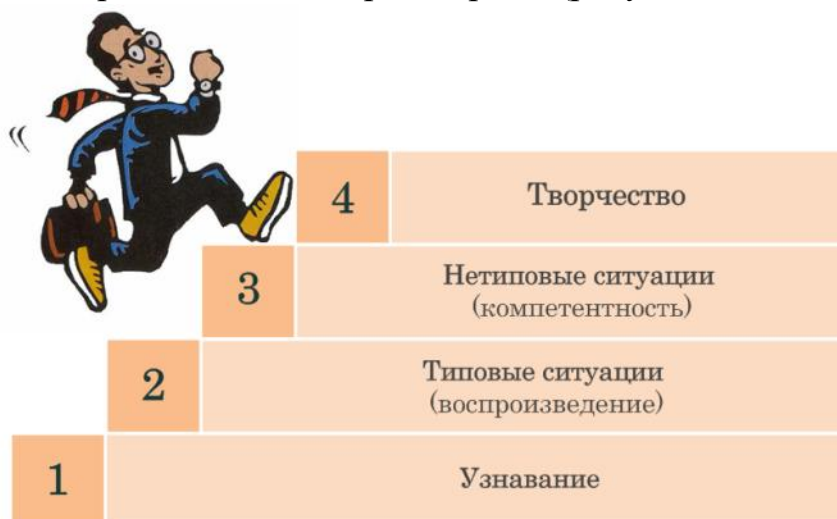 4
Творчество
3
Нетиповые ситуации
(компетентность)
2
Типовые ситуации
(воспроизведение)
1
Узнавание